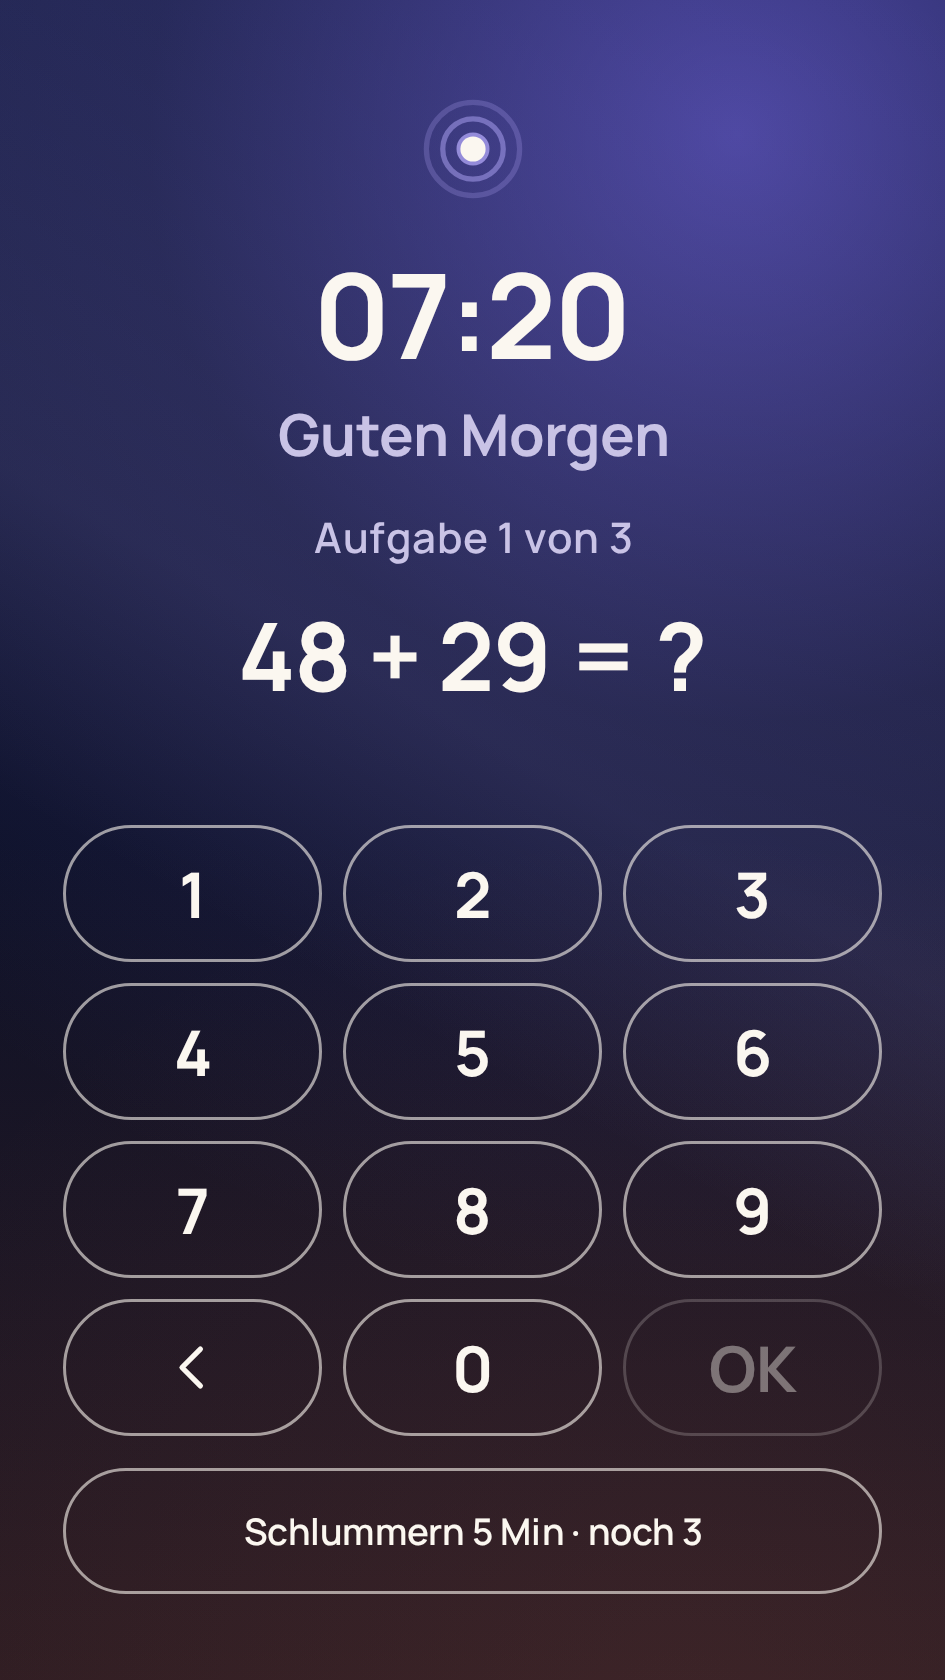 07:20
Guten Morgen
Aufgabe 1 von 3
48 + 29 = ?
1 2 3
4 5 6
7 8 9
< 0 OK
Schlummern 5 Min · noch 3